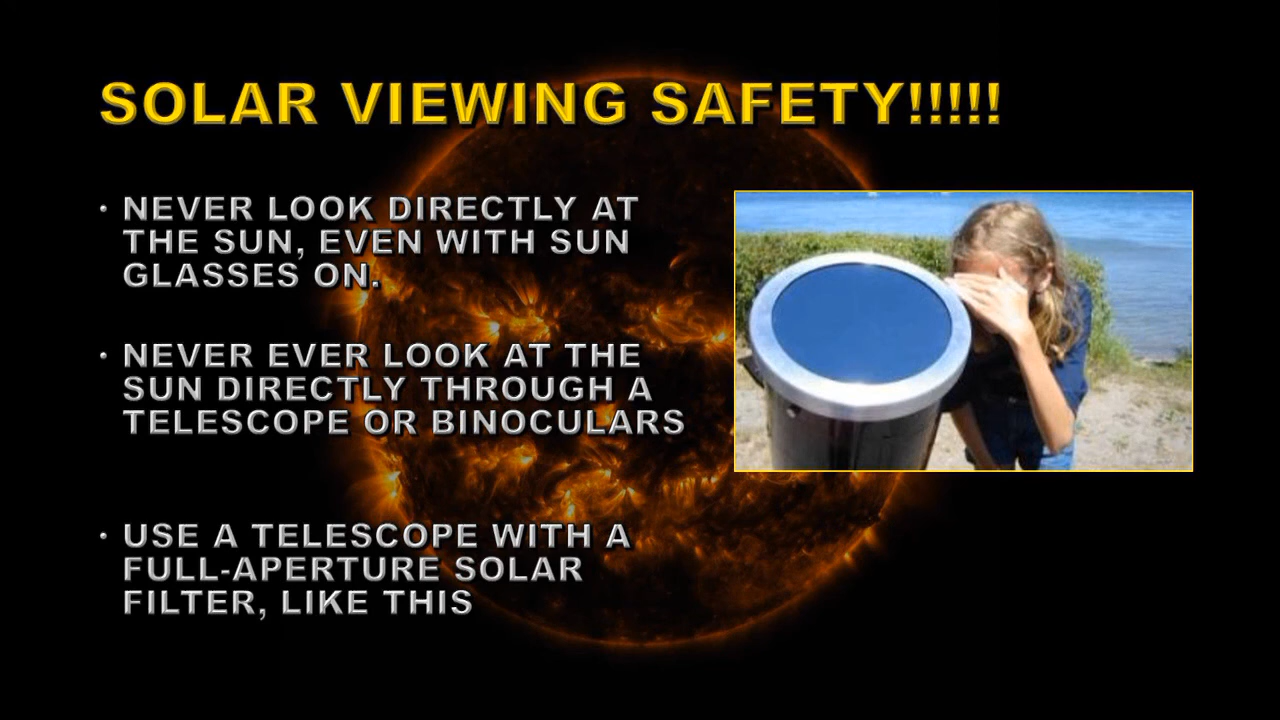 SOLAR VIEWING SAFETY!!!!!
• NEVER LOOK DIRECTLY AT
THE SUN, EVEN WITH SUN
GLASSES ON.
• NEVER EVER LOOK AT THE
SUN DIRECTLY THROUGH A
TELESCOPE OR BINOCULARS
• USE A TELESCOPE WITH A
FULL-APERTURE SOLAR
FILTER, LIKE THIS